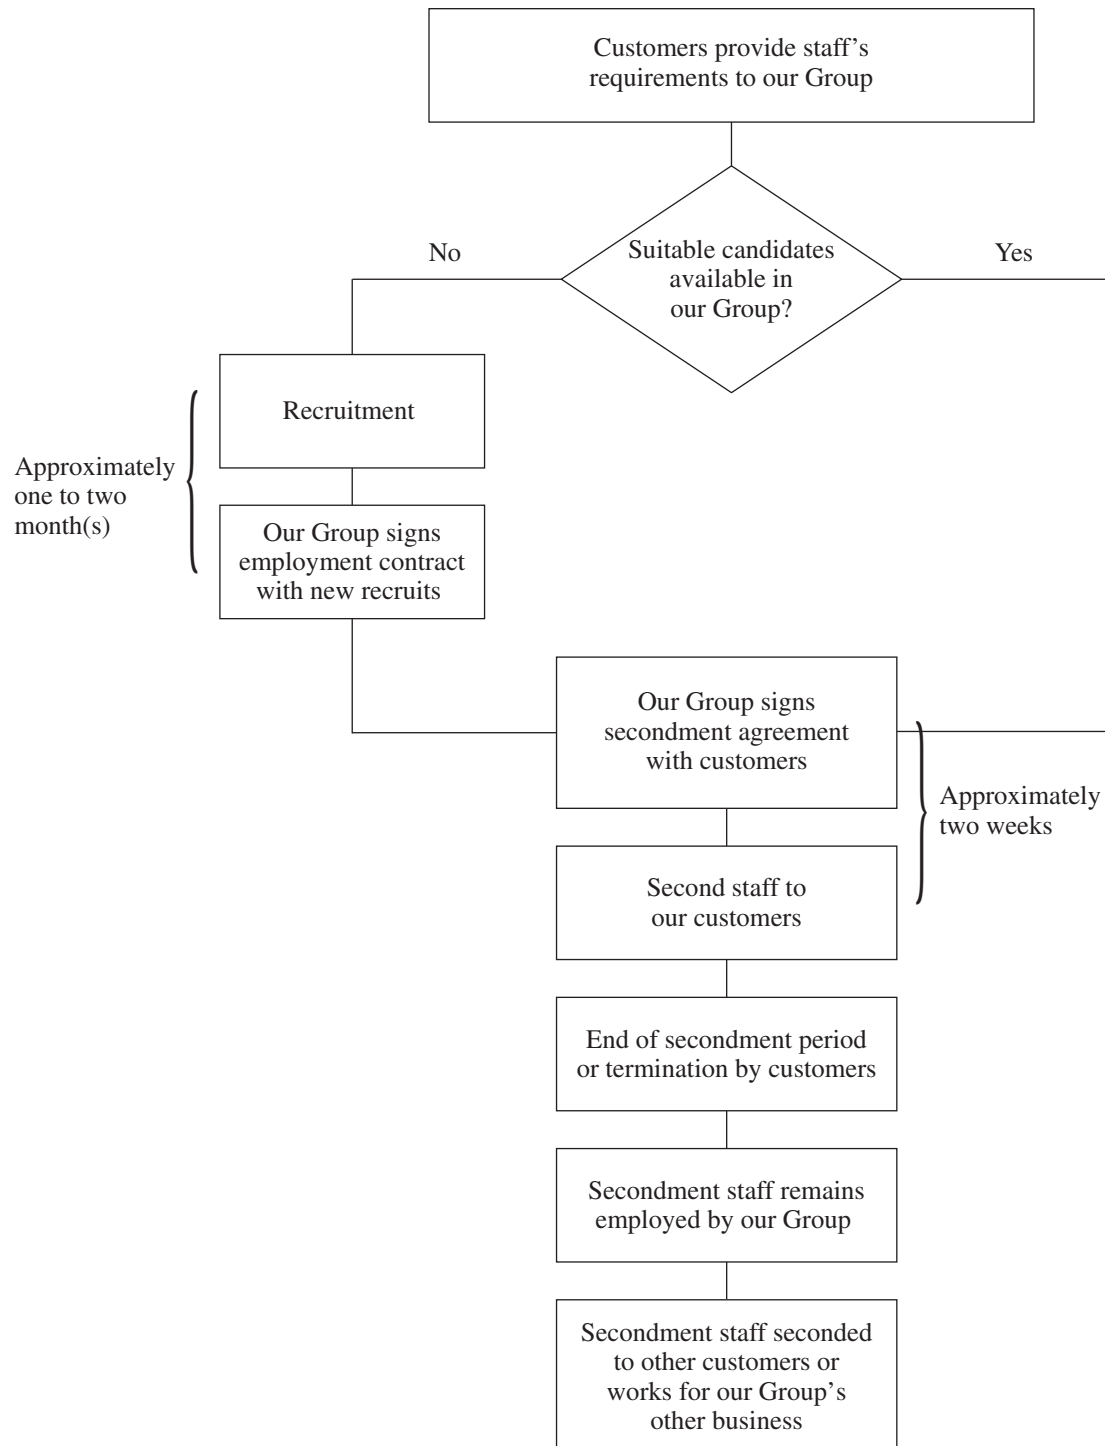 Customers provide staff’s
requirements to our Group
Suitable candidates
available in
our Group?
No
Yes
Recruitment
Approximately
one to two
month(s)
Our Group signs
employment contract
with new recruits
Our Group signs
secondment agreement
with customers
Approximately
two weeks
Second staff to
our customers
End of secondment period
or termination by customers
Secondment staff remains
employed by our Group
Secondment staff seconded
to other customers or
works for our Group’s
other business